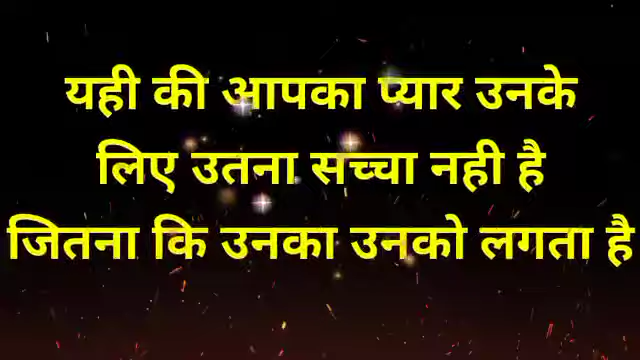 यही की आपका प्यार उनके
लिए उतना सच्चा नही है
जितना कि उनका उनको लगता है